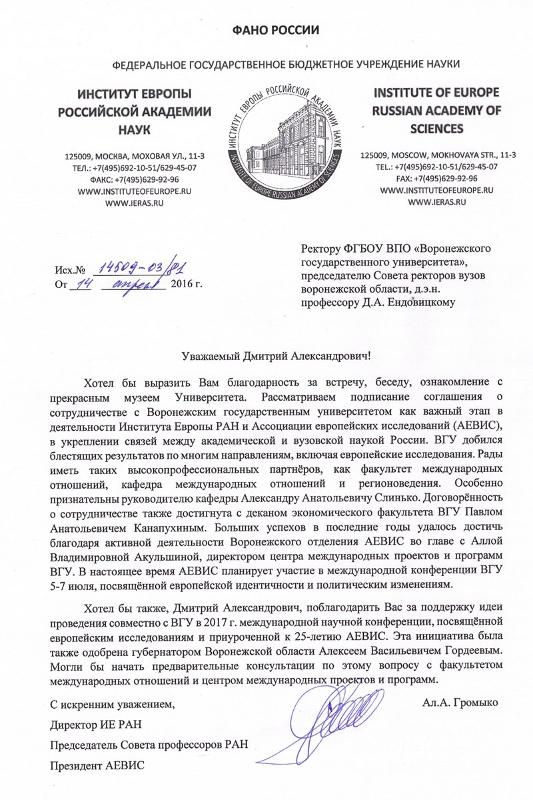 ФАНО РОССИИ
ФЕДЕРАЛЬНОЕ ГОСУДАРСТВЕННОЕ БЮДЖЕТНОЕ УЧРЕЖДЕНИЕ НАУКИ
ИНСТИТУТ ЕВРОПЫ
РОССИЙСКОЙ АКАДЕМИИ
НАУК
125009, МОСКВА, МОХОВАЯ УЛ., 11-3
ТЕЛ.: +7(495)692-10-51/629-45-07
ФАКС: +7(495)629-92-96
WWW.INSTITUTEOFEUROPE.RU
WWW.IERAS.RU
ИНСТИТУТ ЕВРОПЫ РОССИЙСКОЙ АКАДЕМИИ НАУК
INSTITUTE OF EUROPE RUSSIAN ACADEMY OF SCIENCES
INSTITUTE OF EUROPE
RUSSIAN ACADEMY OF
SCIENCES
125009, MOSCOW, MOKHOVAYA STR., 11-3
TEL.: +7(495)692-10-51/629-45-07
FAX: +7(495)629-92-96
WWW.INSTITUTEOFEUROPE.RU
WWW.IERAS.RU
Исх.№ 14509-03/81
От 14 апреля 2016 г.
Ректору ФГБОУ ВПО «Воронежского
государственного университета»,
председателю Совета ректоров вузов
воронежской области, д.э.н.
профессору Д.А. Ендовицкому
Уважаемый Дмитрий Александрович!
Хотел бы выразить Вам благодарность за встречу, беседу, ознакомление с
прекрасным музеем Университета. Рассматриваем подписание соглашения о
сотрудничестве с Воронежским государственным университетом как важный этап в
деятельности Института Европы РАН и Ассоциации европейских исследований (АЕВИС),
в укреплении связей между академической и вузовской наукой России. ВГУ добился
блестящих результатов по многим направлениям, включая европейские исследования. Рады
иметь таких высокопрофессиональных партнёров, как факультет международных
отношений, кафедра международных отношений и регионоведения. Особенно
признательны руководителю кафедры Александру Анатольевичу Слинько. Договорённость
о сотрудничестве также достигнута с деканом экономического факультета ВГУ Павлом
Анатольевичем Канапухиным. Больших успехов в последние годы удалось достичь
благодаря активной деятельности Воронежского отделения АЕВИС во главе с Аллой
Владимировной Акульшиной, директором центра международных проектов и программ
ВГУ. В настоящее время АЕВИС планирует участие в международной конференции ВГУ
5-7 июля, посвящённой европейской идентичности и политическим изменениям.
Хотел бы также, Дмитрий Александрович, поблагодарить Вас за поддержку идеи
проведения совместно с ВГУ в 2017 г. международной научной конференции, посвящённой
европейским исследованиям и приуроченной к 25-летию АЕВИС. Эта инициатива была
также одобрена губернатором Воронежской области Алексеем Васильевичем Гордеевым.
Могли бы начать предварительные консультации по этому вопросу с факультетом
международных отношений и центром международных проектов и программ.
С искренним уважением,
Ал.А. Громыко
Директор ИЕ РАН
Председатель Совета профессоров РАН
Президент АЕВИС